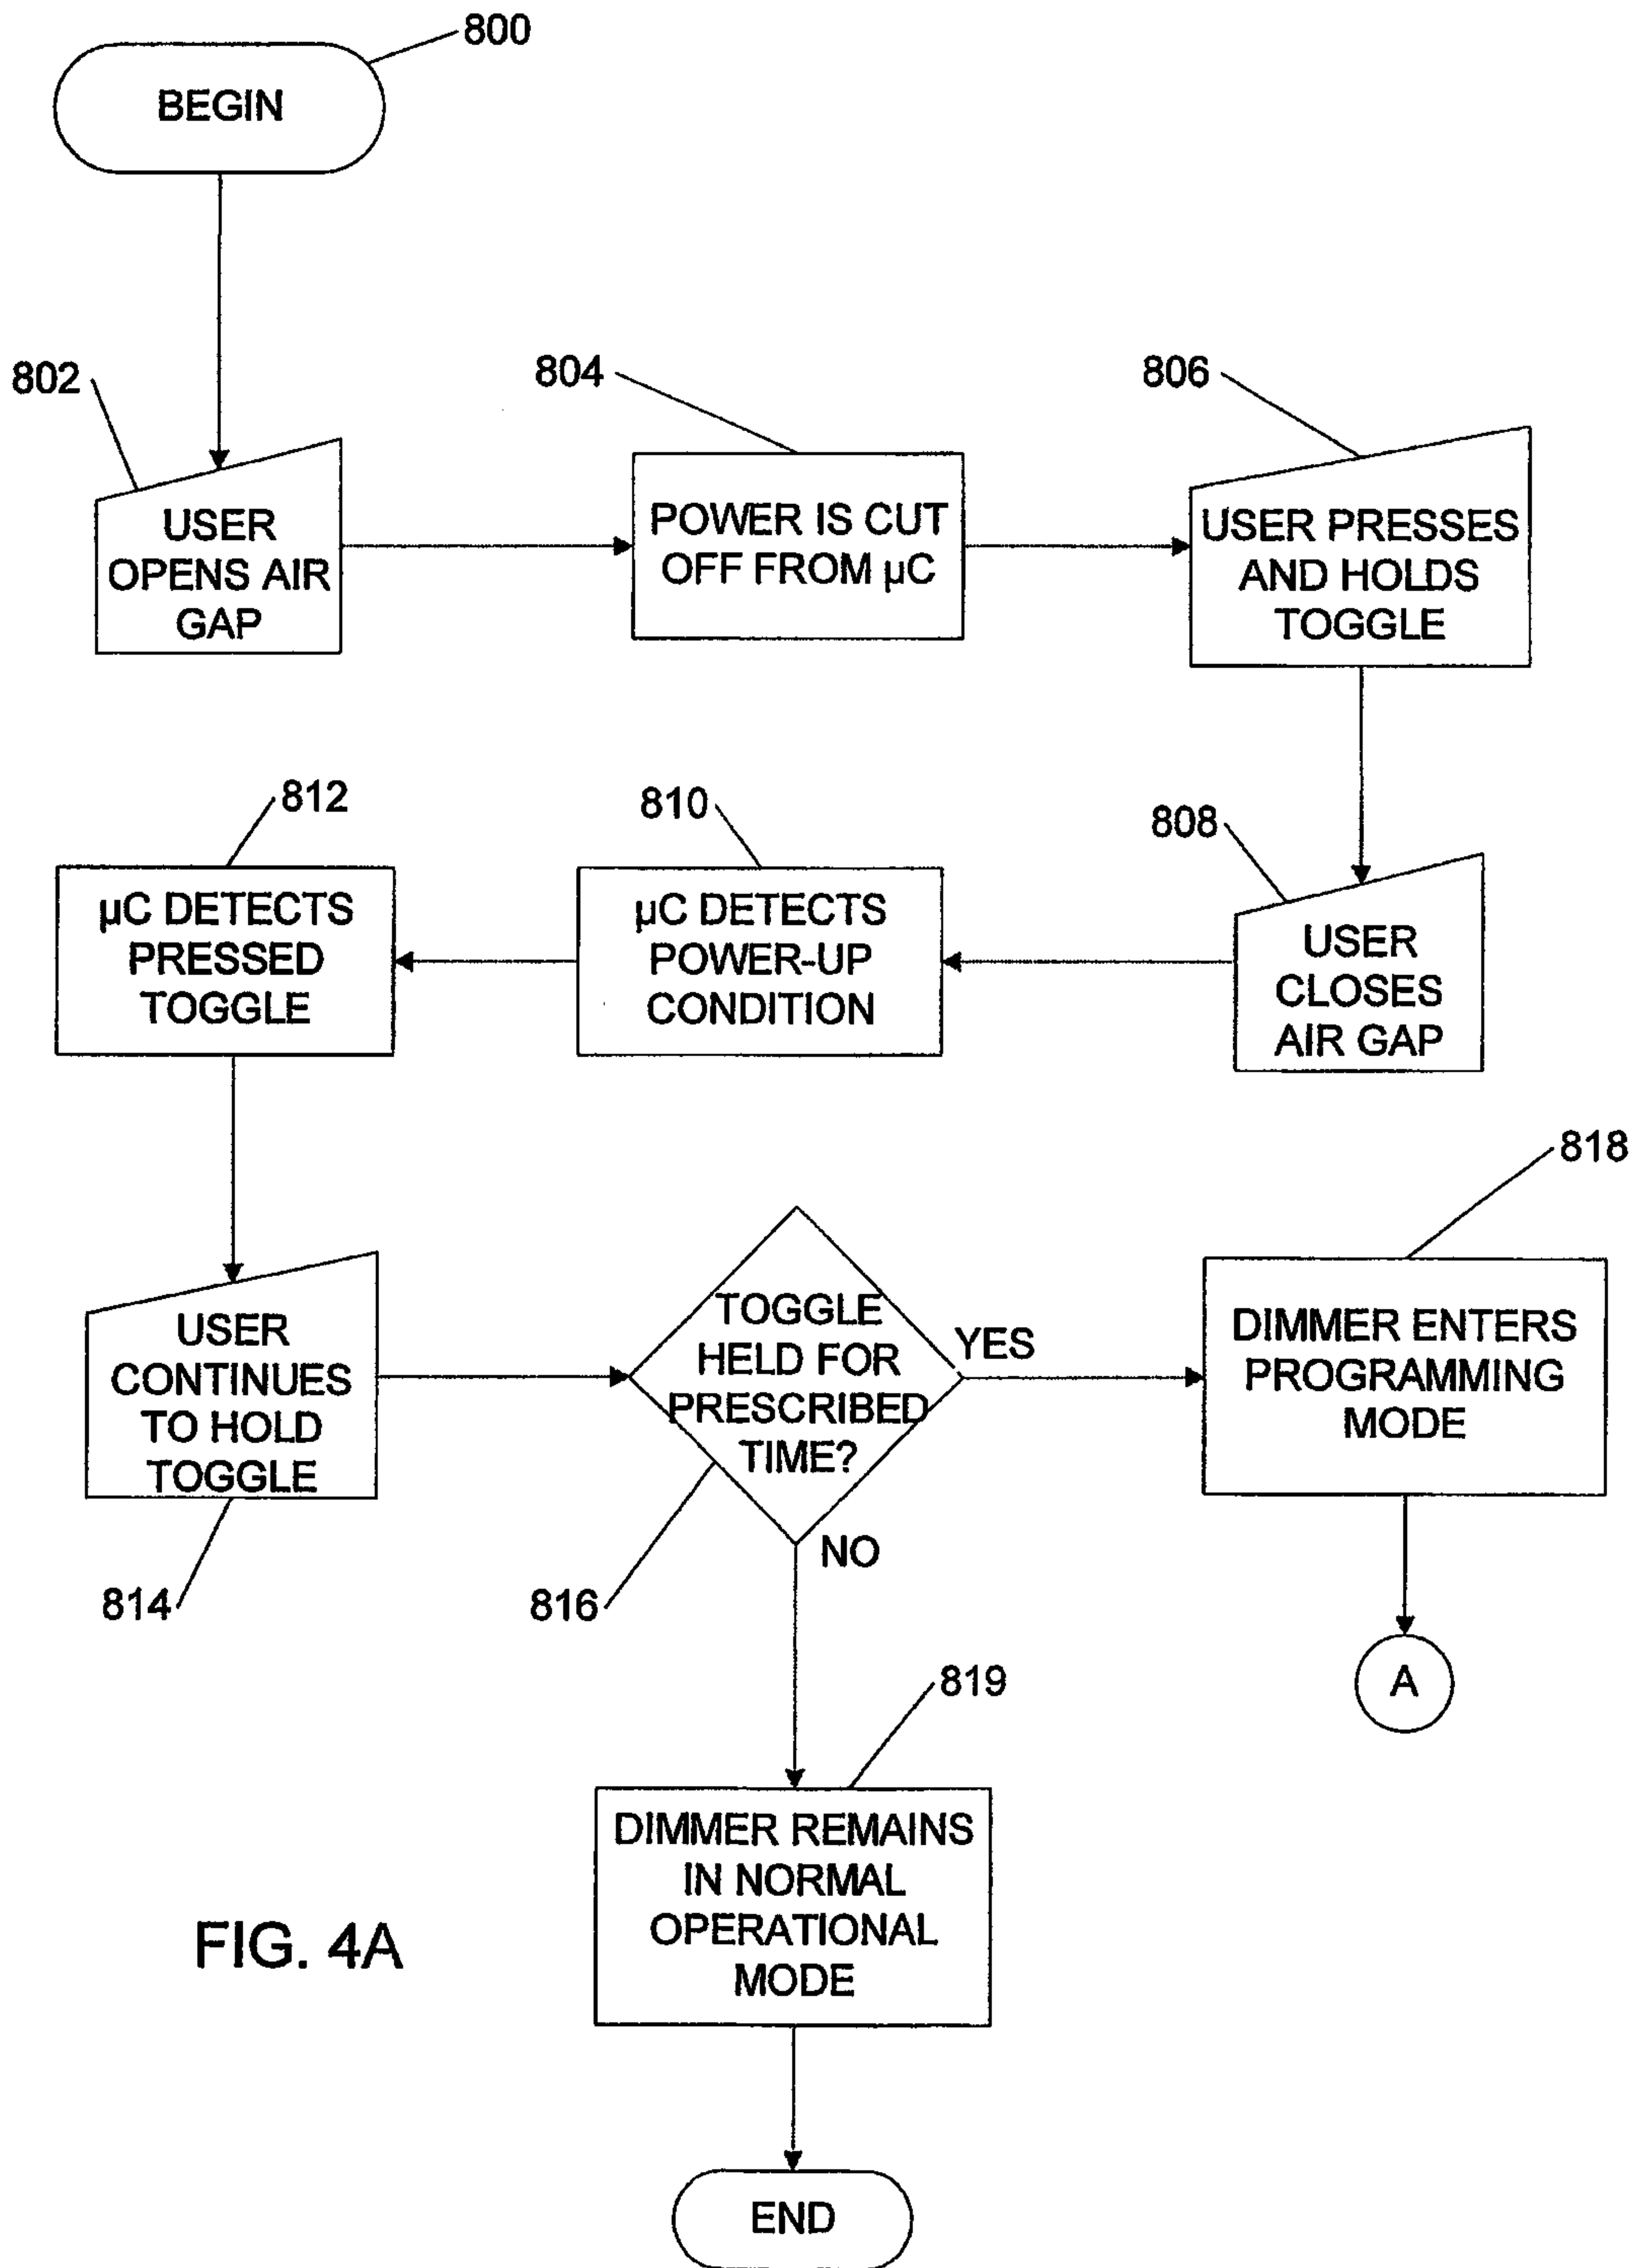 800
BEGIN
802
804
806
USER
OPENS AIR
GAP
POWER IS CUT
OFF FROM µC
USER PRESSES
AND HOLDS
TOGGLE
812
810
808
µC DETECTS
PRESSED
TOGGLE
µC DETECTS
POWER-UP
CONDITION
USER
CLOSES
AIR GAP
818
USER
CONTINUES
TO HOLD
TOGGLE
TOGGLE
HELD FOR
PRESCRIBED
TIME?
YES
DIMMER ENTERS
PROGRAMMING
MODE
NO
814
816
A
819
DIMMER REMAINS
IN NORMAL
OPERATIONAL
MODE
FIG. 4A
END